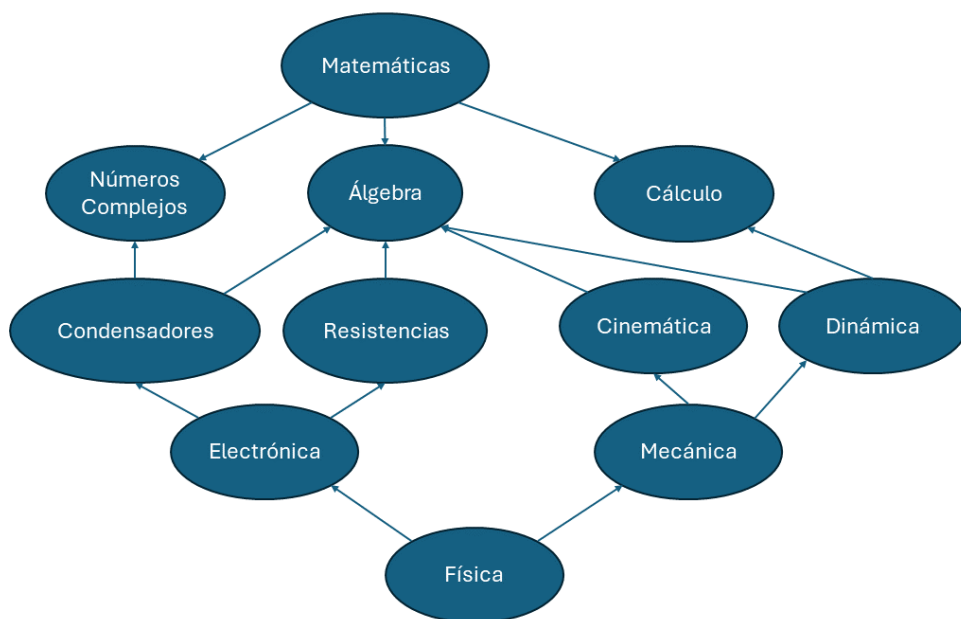 Matemáticas
Números
Complejos
Álgebra
Cálculo
Condensadores
Resistencias
Cinemática
Dinámica
Electrónica
Mecánica
Física